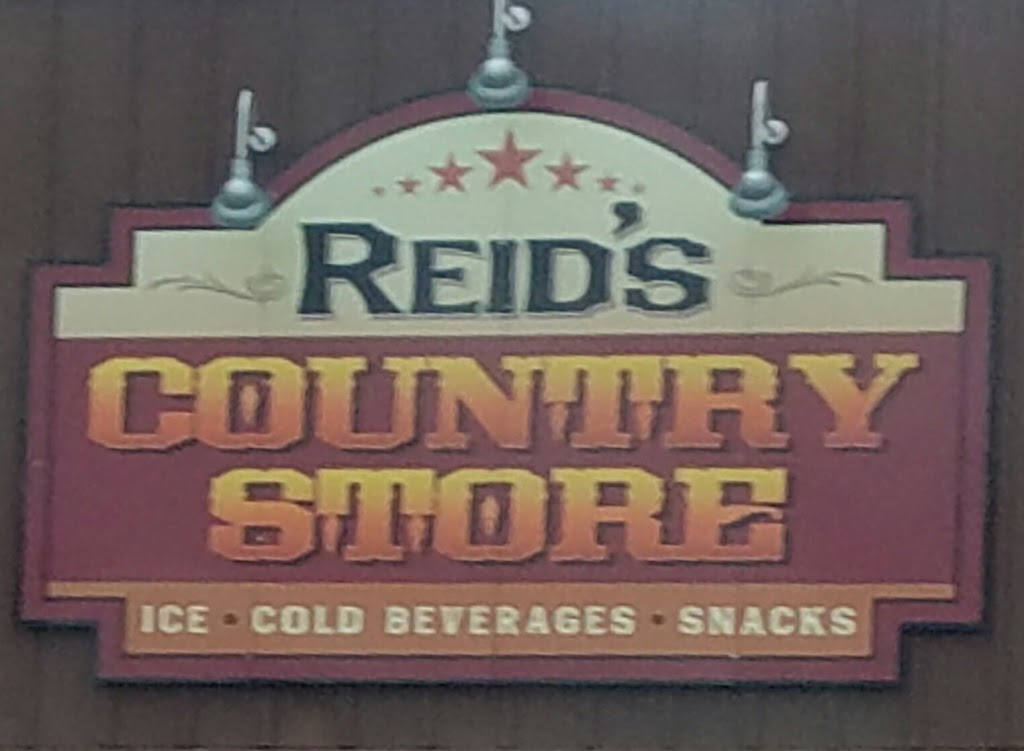 REID'S
COUNTRY
STORE
ICE • COLD BEVERAGES • SNACKS